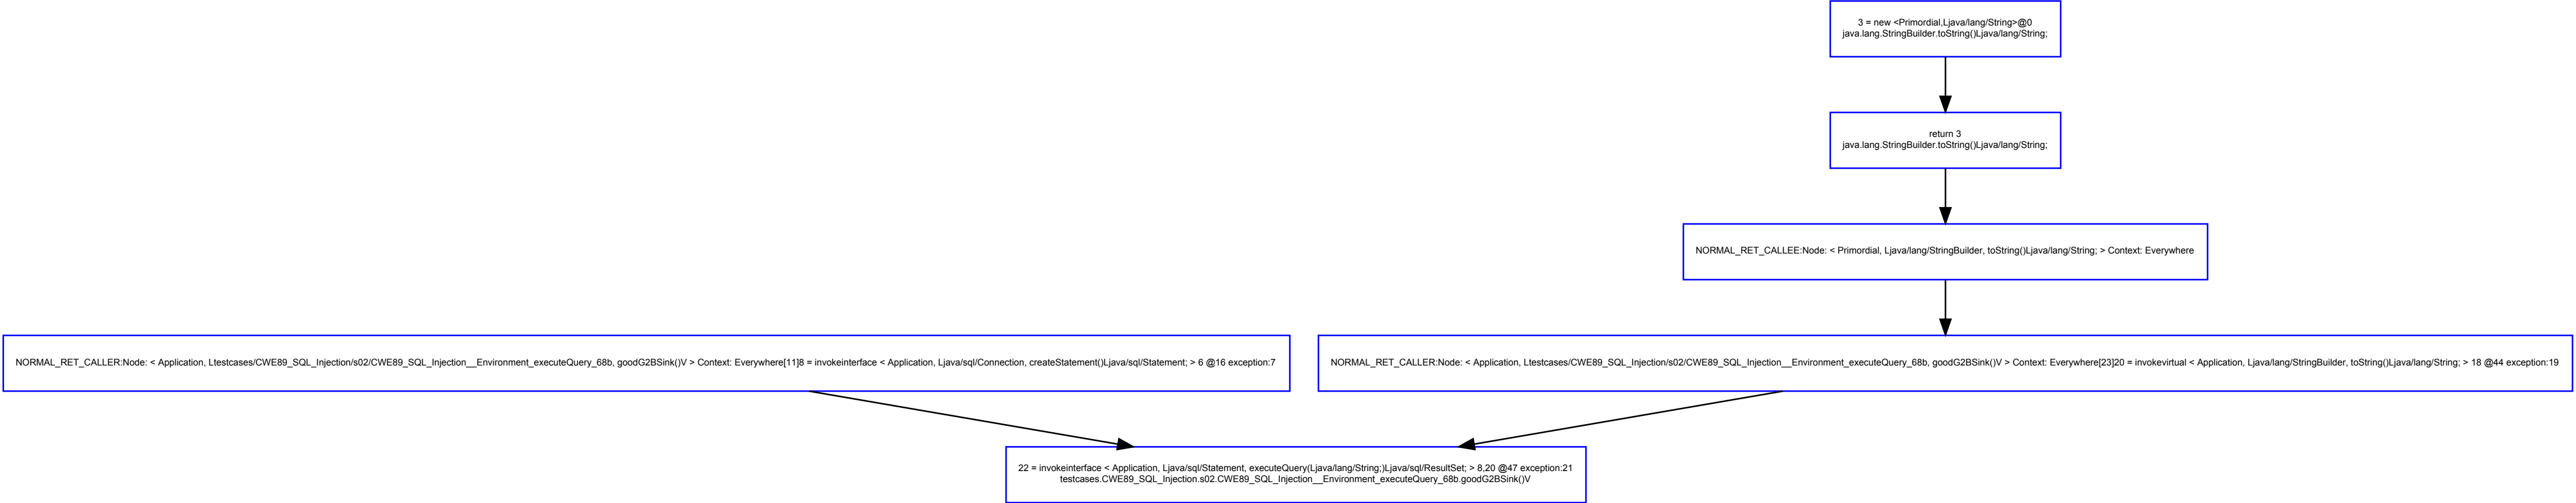 3 = new <Primordial,Ljava/lang/String>@0
java.lang.StringBuilder.toString()Ljava/lang/String;
return 3
java.lang.StringBuilder.toString()Ljava/lang/String;
NORMAL_RET_CALLEE:Node: < Primordial, Ljava/lang/StringBuilder, toString()Ljava/lang/String; > Context: Everywhere
NORMAL_RET_CALLER:Node: < Application, Ltestcases/CWE89_SQL_Injection/s02/CWE89_SQL_Injection__Environment_executeQuery_68b, goodG2BSink()V > Context: Everywhere[11]8 = invokeinterface < Application, Ljava/sql/Connection, createStatement()Ljava/sql/Statement; > 6 @16 exception:7
NORMAL_RET_CALLER:Node: < Application, Ltestcases/CWE89_SQL_Injection/s02/CWE89_SQL_Injection__Environment_executeQuery_68b, goodG2BSink()V > Context: Everywhere[23]20 = invokevirtual < Application, Ljava/lang/StringBuilder, toString()Ljava/lang/String; > 18 @44 exception:19
22 = invokeinterface < Application, Ljava/sql/Statement, executeQuery(Ljava/lang/String;)Ljava/sql/ResultSet; > 8,20 @47 exception:21
testcases.CWE89_SQL_Injection.s02.CWE89_SQL_Injection__Environment_executeQuery_68b.goodG2BSink()V